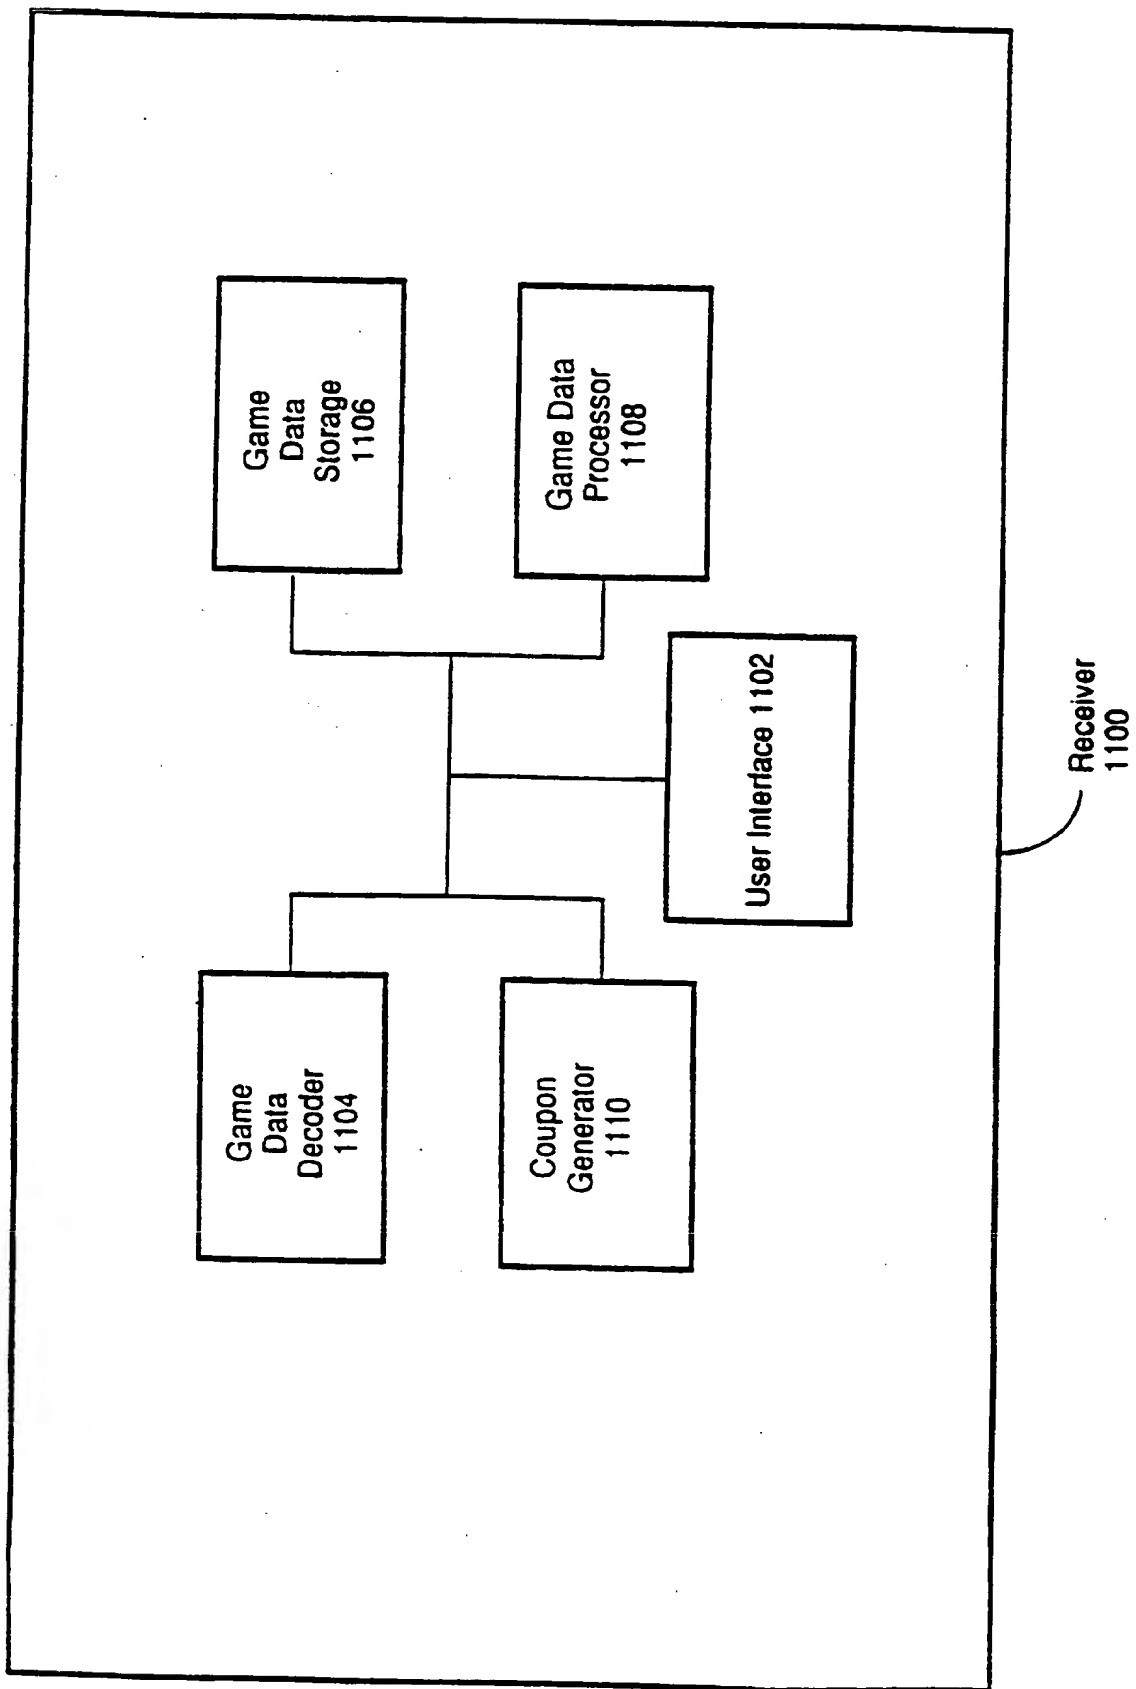 Game
Data
Decoder
1104
Game
Data
Storage
1106
Coupon
Generator
1110
Game Data
Processor
1108
User Interface 1102
Receiver
1100